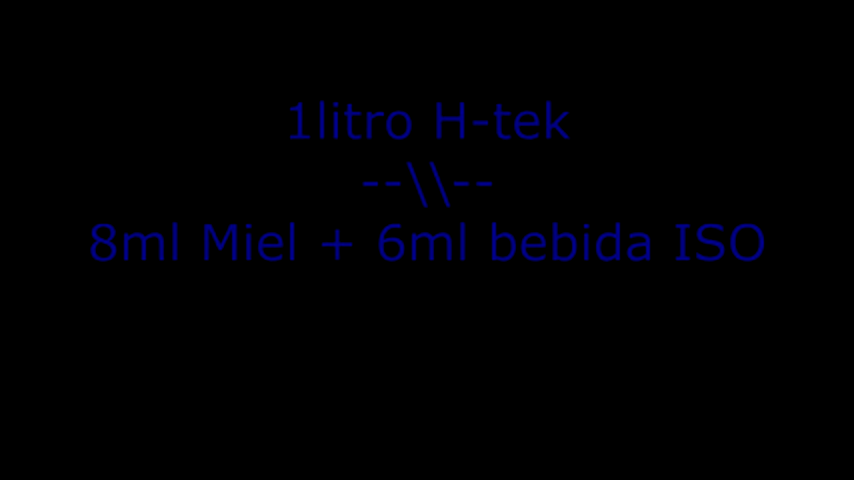 1litro H-tek
--\\--
8ml Miel + 6ml bebida ISO